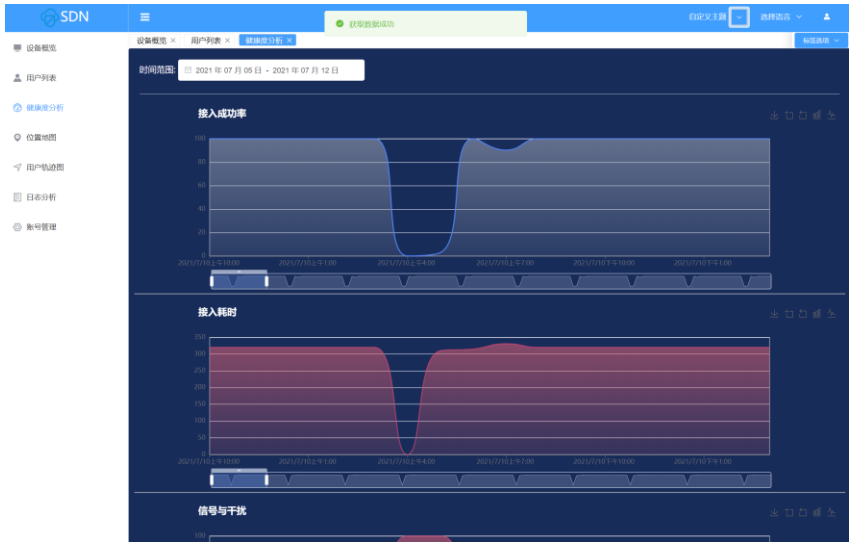 SDN
获取数据成功
自定义主题
选择语言
设备概览 ×
用户列表 ×
健康度分析 ×
标签选项
设备概览
用户列表
健康度分析
位置地图
用户轨迹图
日志分析
账号管理
时间范围:
2021 年 07 月 05 日 - 2021 年 07 月 12 日
接入成功率
100
80
60
40
20
0
2021/7/10上午10:00
2021/7/10上午1:00
2021/7/10上午4:00
2021/7/10上午7:00
2021/7/10下午10:00
2021/7/10下午1:00
接入耗时
350
300
250
200
150
100
50
0
2021/7/10上午10:00
2021/7/10上午1:00
2021/7/10上午4:00
2021/7/10上午7:00
2021/7/10下午10:00
2021/7/10下午1:00
信号与干扰
100